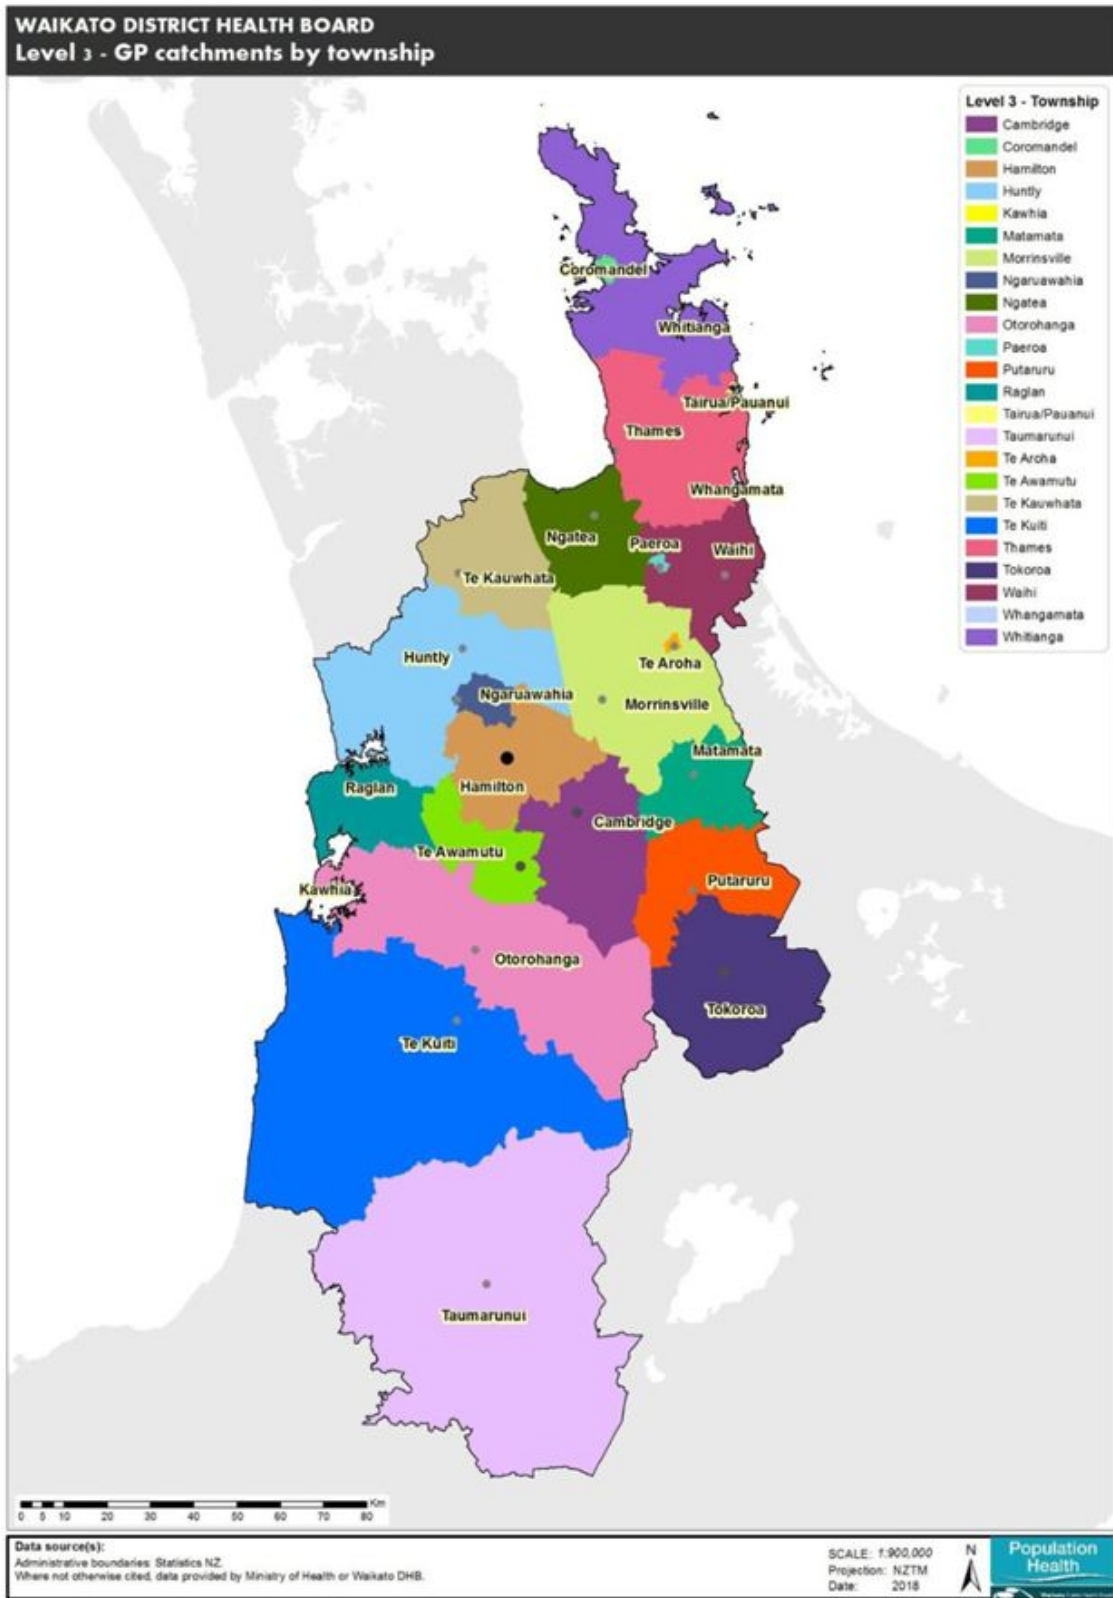 WAIKATO DISTRICT HEALTH BOARD
Level 3 - GP catchments by township
Level 3 - Township
Cambridge
Coromandel
Hamilton
Huntly
Kawhia
Matamata
Morrinsville
Ngaruawahia
Ngatea
Otorohanga
Paeroa
Putaruru
Raglan
Tairua/Pauanui
Taumarunui
Te Aroha
Te Awamutu
Te Kauwhata
Te Kuiti
Thames
Tokoroa
Waihi
Whangamata
Whitianga
Coromandel
Whitianga
Tairua/Pauanui
Thames
Whangamata
Ngatea
Paeroa
Waihi
Te Kauwhata
Huntly
Te Aroha
Ngaruawahia
Morrinsville
Matamata
Raglan
Hamilton
Cambridge
Te Awamutu
Kawhia
Putaruru
Otorohanga
Tokoroa
Te Kuiti
Taumarunui
Km
0 5 10 20 30 40 50 60 70 80
Data source(s):
Administrative boundaries: Statistics NZ.
Where not otherwise cited, data provided by Ministry of Health or Waikato DHB.
SCALE: 1:900,000
Projection: NZTM
Date: 2018
N
Population
Health